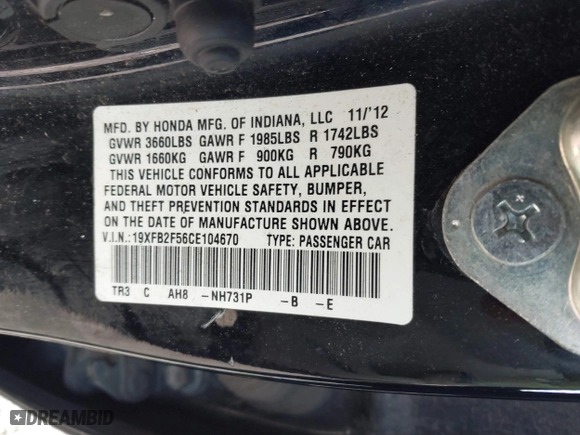 MFD. BY HONDA MFG. OF INDIANA, LLC 11/'12
GVWR 3660LBS GAWR F 1985LBS R 1742LBS
GVWR 1660KG GAWR F 900KG R 790KG
THIS VEHICLE CONFORMS TO ALL APPLICABLE
FEDERAL MOTOR VEHICLE SAFETY, BUMPER,
AND THEFT PREVENTION STANDARDS IN EFFECT
ON THE DATE OF MANUFACTURE SHOWN ABOVE.
V.I.N.:19XFB2F56CE104670 TYPE: PASSENGER CAR
TR3 C AH8 -NH731P -B -E
DREAMBID